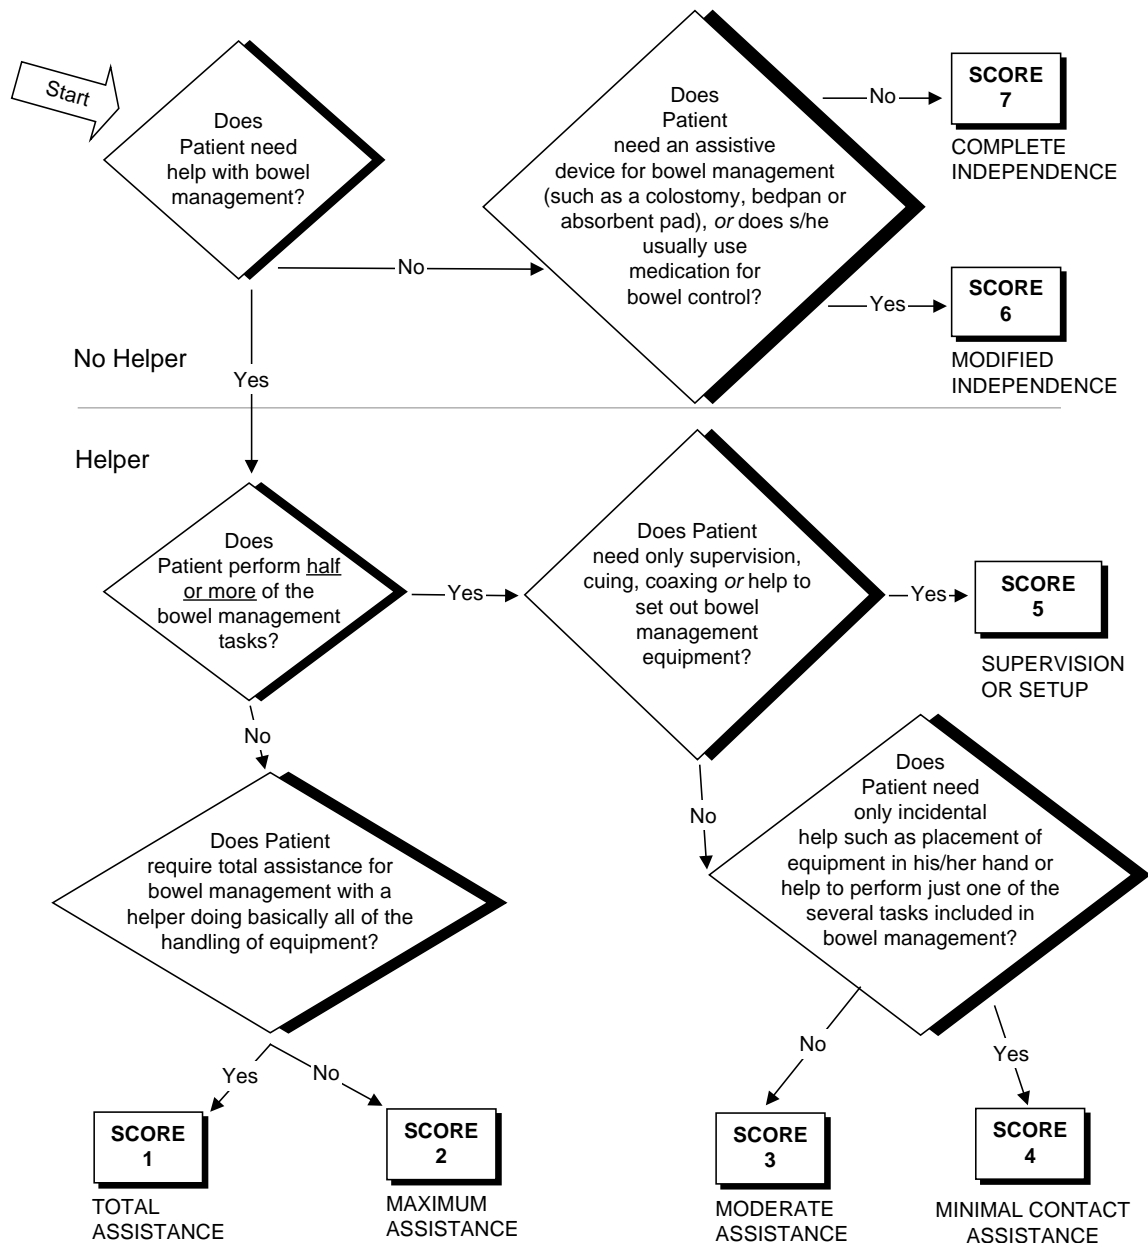 Start
Does
Patient need
help with bowel
management?
No
Yes
Does
Patient
need an assistive
device for bowel management
(such as a colostomy, bedpan or
absorbent pad), or does s/he
usually use
medication for
bowel control?
No
SCORE
7
COMPLETE
INDEPENDENCE
Yes
SCORE
6
MODIFIED
INDEPENDENCE
No Helper
Helper
Does
Patient perform half
or more of the
bowel management
tasks?
Yes
No
Does Patient
need only supervision,
cuing, coaxing or help to
set out bowel
management
equipment?
Yes
SCORE
5
SUPERVISION
OR SETUP
No
Does
Patient need
only incidental
help such as placement of
equipment in his/her hand or
help to perform just one of the
several tasks included in
bowel management?
Does Patient
require total assistance for
bowel management with a
helper doing basically all of the
handling of equipment?
Yes
No
SCORE
1
TOTAL
ASSISTANCE
SCORE
2
MAXIMUM
ASSISTANCE
No
Yes
SCORE
3
MODERATE
ASSISTANCE
SCORE
4
MINIMAL CONTACT
ASSISTANCE